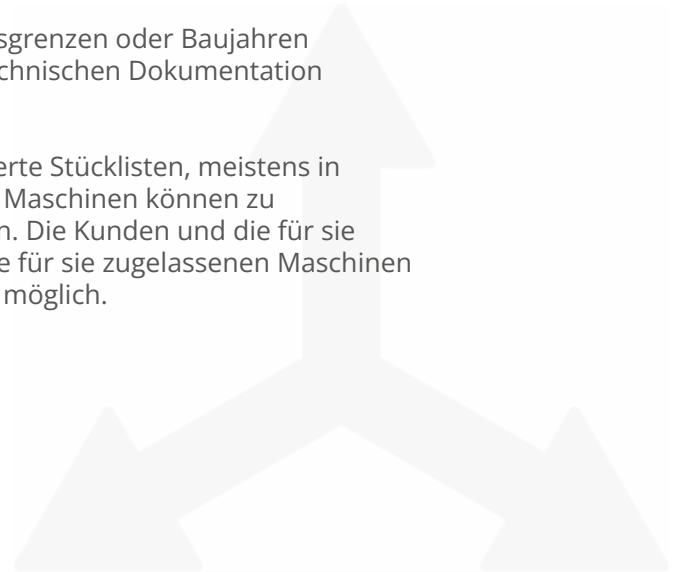 sgrenzen oder Baujahren
chnischen Dokumentation
erte Stücklisten, meistens in
Maschinen können zu
n. Die Kunden und die für sie
e für sie zugelassenen Maschinen
möglich.